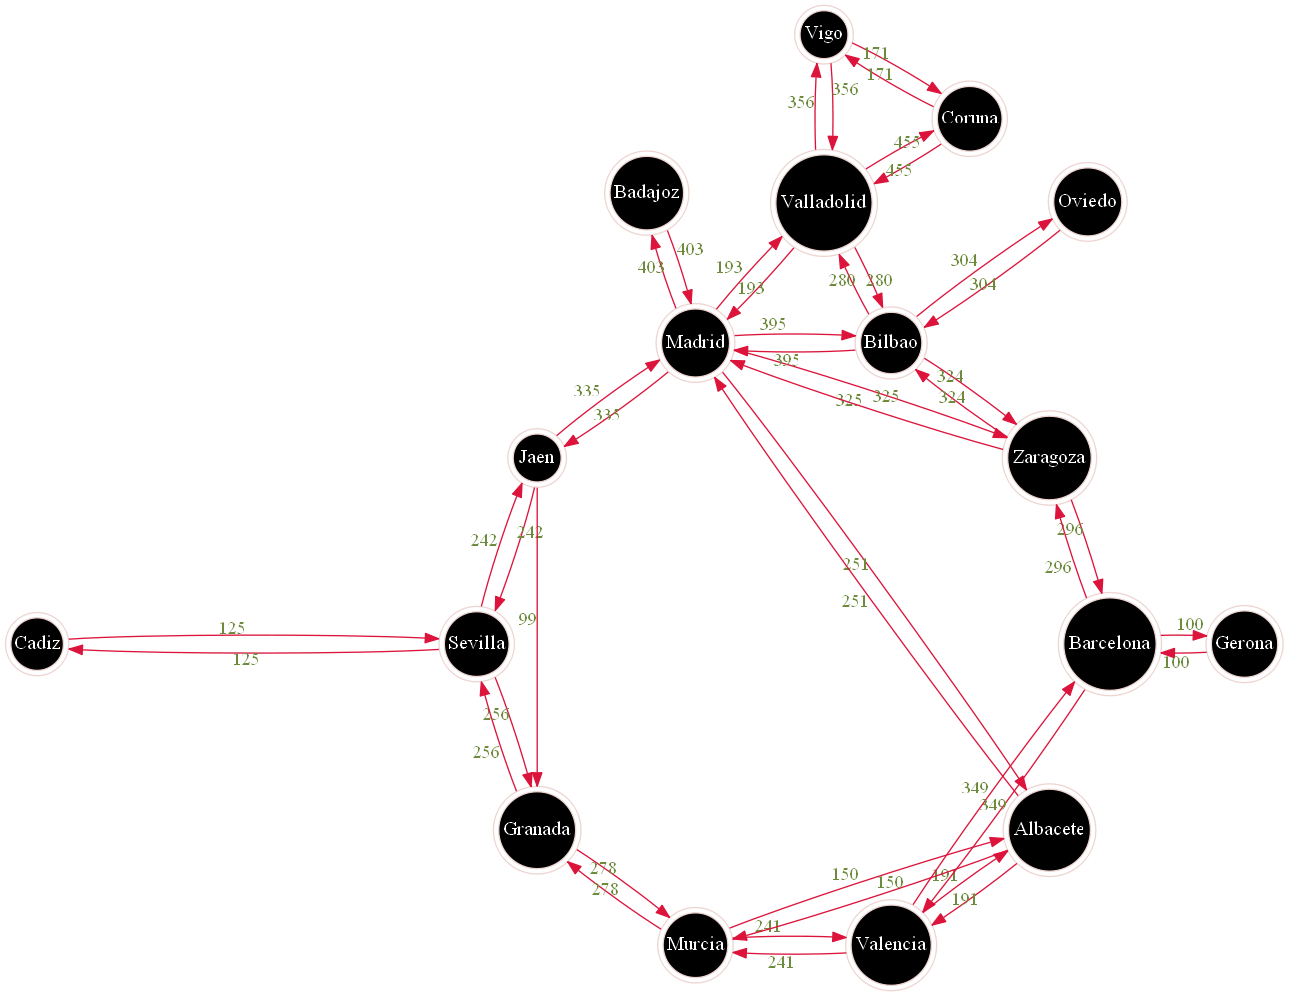 Vigo
171
171
356
356
Coruna
455
455
Badajoz
Valladolid
Oviedo
403
403
193
193
280
280
304
304
Madrid
395
395
Bilbao
335
335
325
325
324
324
Jaen
Zaragoza
242
242
251
251
296
296
99
Cadiz
125
125
Sevilla
Barcelona
100
100
Gerona
256
256
349
349
Granada
Albacete
278
278
150
150
191
191
Murcia
241
241
Valencia